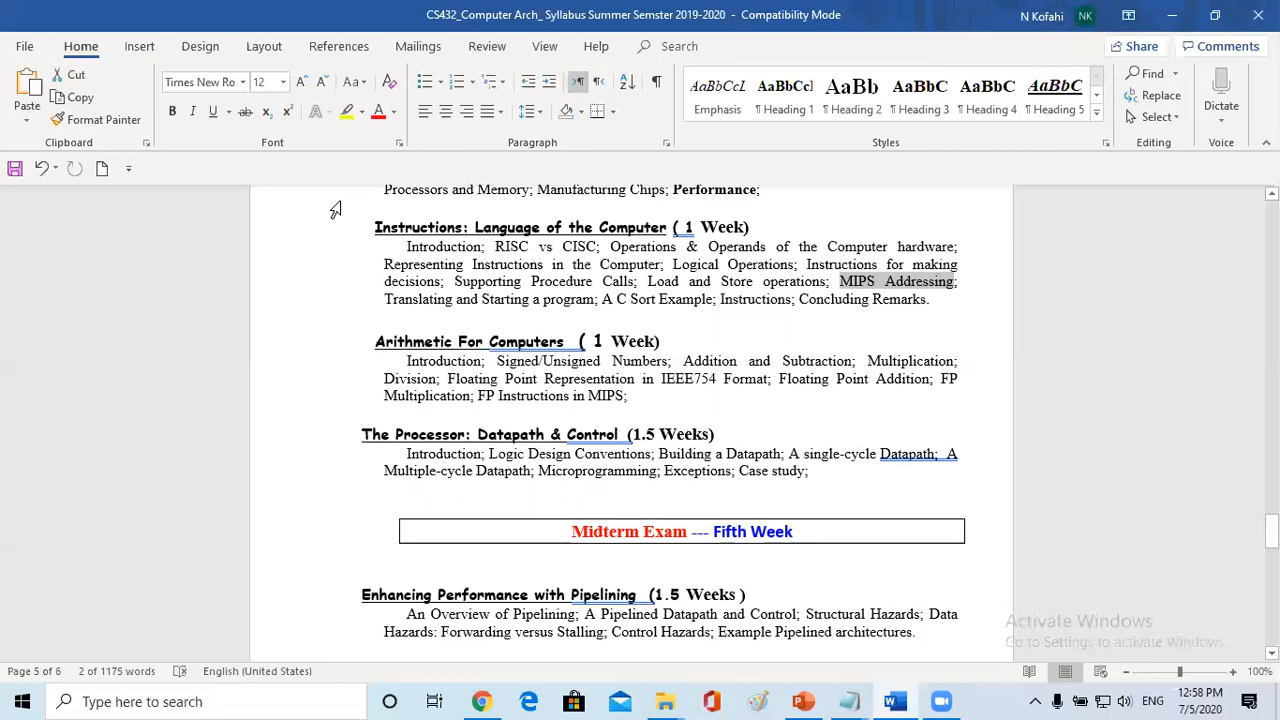 CS432_Computer Arch_ Syllabus Summer Semster 2019-2020 - Compatibility Mode
N Kofahi NK
File Home Insert Design Layout References Mailings Review View Help Search Share Comments
Paste Cut Copy Format Painter
Times New Ro 12
AaBbCcL AaBbCcl AaBb AaBbC AaBbC AaBbC
Emphasis ¶ Heading 1 ¶ Heading 2 ¶ Heading 3 ¶ Heading 4 ¶ Heading 5
Find Replace Select Dictate
Clipboard Font Paragraph Styles Editing Voice
Processors and Memory; Manufacturing Chips; Performance;
Instructions: Language of the Computer ( 1 Week)
Introduction; RISC vs CISC; Operations & Operands of the Computer hardware;
Representing Instructions in the Computer; Logical Operations; Instructions for making
decisions; Supporting Procedure Calls; Load and Store operations; MIPS Addressing;
Translating and Starting a program; A C Sort Example; Instructions; Concluding Remarks.
Arithmetic For Computers ( 1 Week)
Introduction; Signed/Unsigned Numbers; Addition and Subtraction; Multiplication;
Division; Floating Point Representation in IEEE754 Format; Floating Point Addition; FP
Multiplication; FP Instructions in MIPS;
The Processor: Datapath & Control (1.5 Weeks)
Introduction; Logic Design Conventions; Building a Datapath; A single-cycle Datapath; A
Multiple-cycle Datapath; Microprogramming; Exceptions; Case study;
Midterm Exam --- Fifth Week
Enhancing Performance with Pipelining (1.5 Weeks )
An Overview of Pipelining; A Pipelined Datapath and Control; Structural Hazards; Data
Hazards: Forwarding versus Stalling; Control Hazards; Example Pipelined architectures.
Activate Windows
Go to Settings to activate Windows.
Page 5 of 6 2 of 1175 words English (United States) 100%
Type here to search
ENG
12:58 PM
7/5/2020